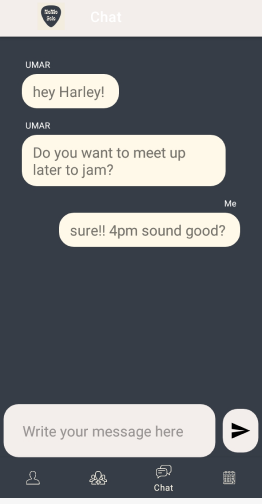 Chat
UMAR
hey Harley!
UMAR
Do you want to meet up
later to jam?
Me
sure!! 4pm sound good?
Write your message here
Chat